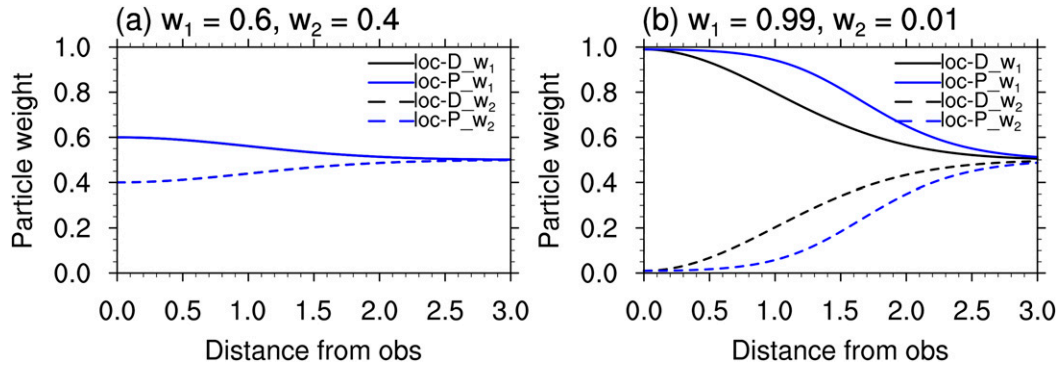 (a) w₁ = 0.6, w₂ = 0.4
1.0
0.8
0.6
0.4
0.2
0.0
Particle weight
loc-D_w₁
loc-P_w₁
loc-D_w₂
loc-P_w₂
0.0 0.5 1.0 1.5 2.0 2.5 3.0
Distance from obs
(b) w₁ = 0.99, w₂ = 0.01
1.0
0.8
0.6
0.4
0.2
0.0
Particle weight
loc-D_w₁
loc-P_w₁
loc-D_w₂
loc-P_w₂
0.0 0.5 1.0 1.5 2.0 2.5 3.0
Distance from obs